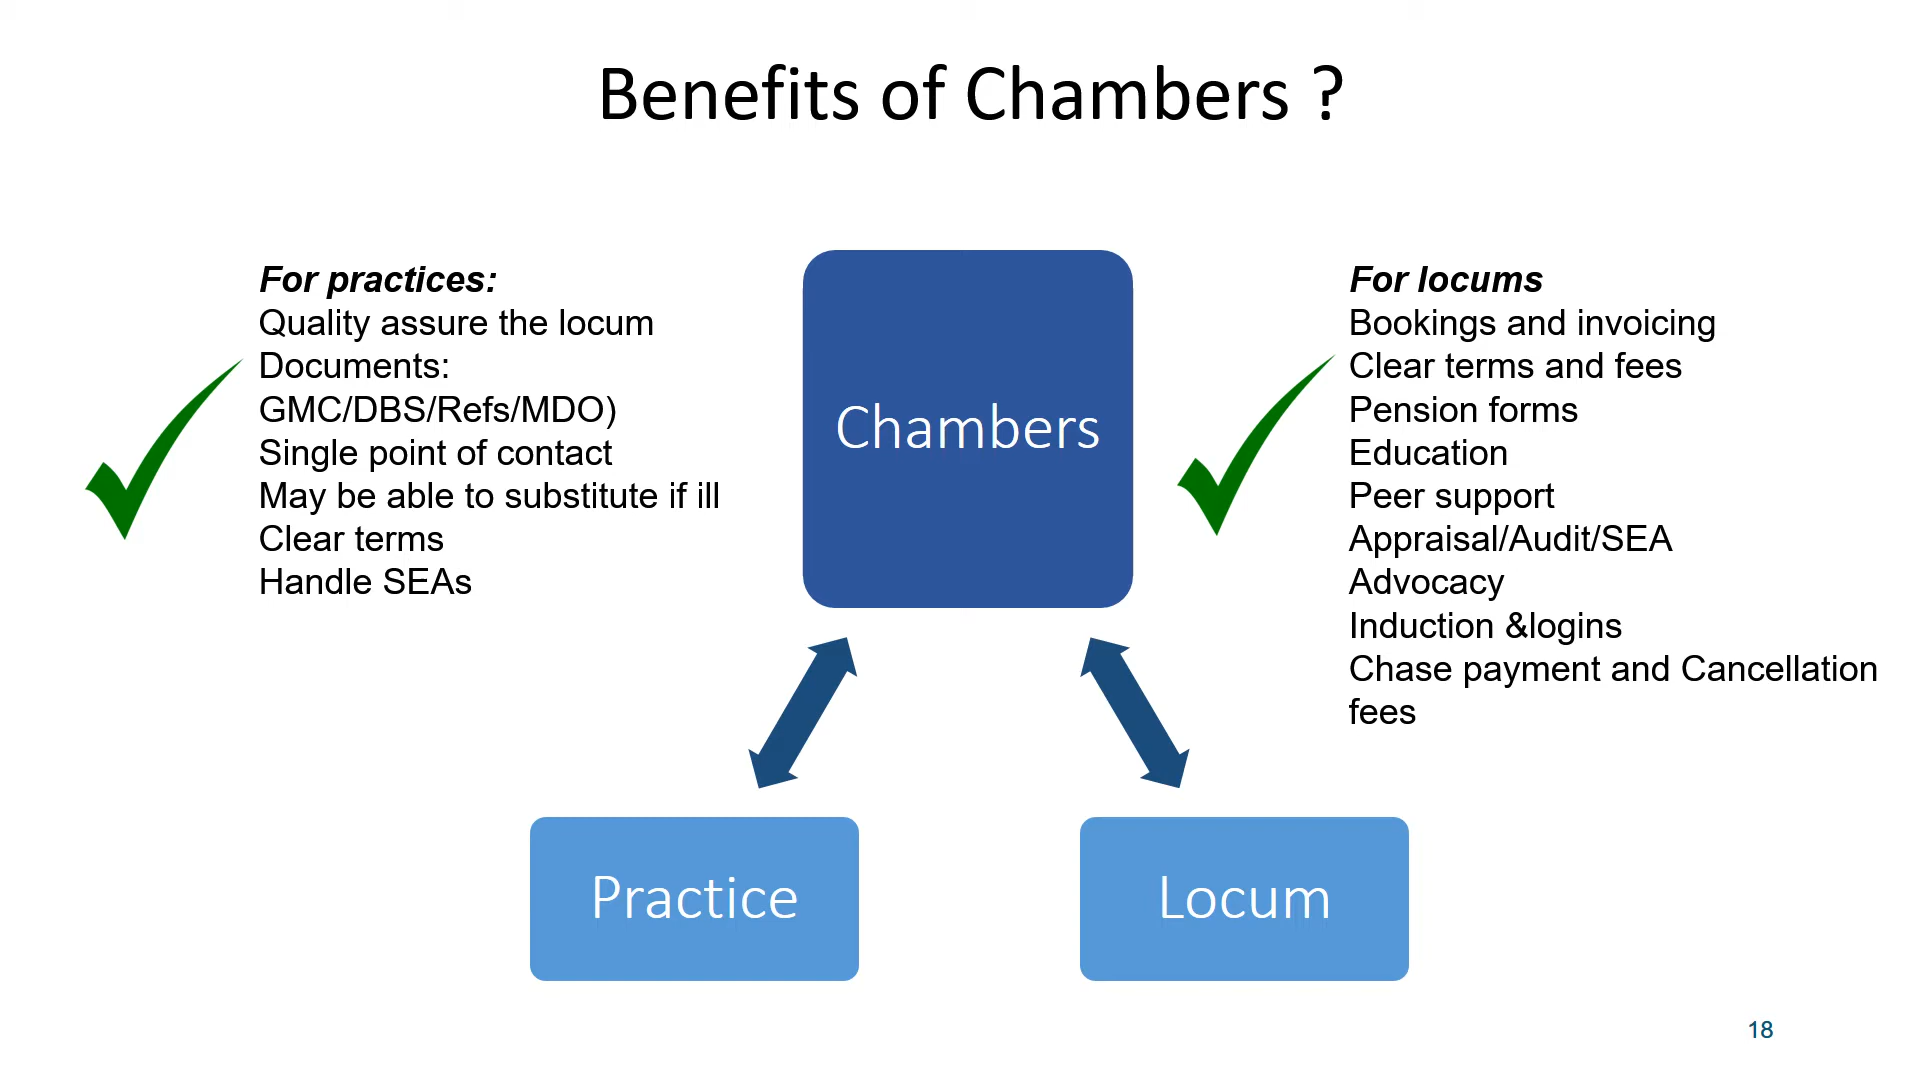 Benefits of Chambers ?
For practices:
Quality assure the locum
Documents:
GMC/DBS/Refs/MDO)
Single point of contact
May be able to substitute if ill
Clear terms
Handle SEAs
Chambers
For locums
Bookings and invoicing
Clear terms and fees
Pension forms
Education
Peer support
Appraisal/Audit/SEA
Advocacy
Induction &logins
Chase payment and Cancellation
fees
Practice
Locum
18